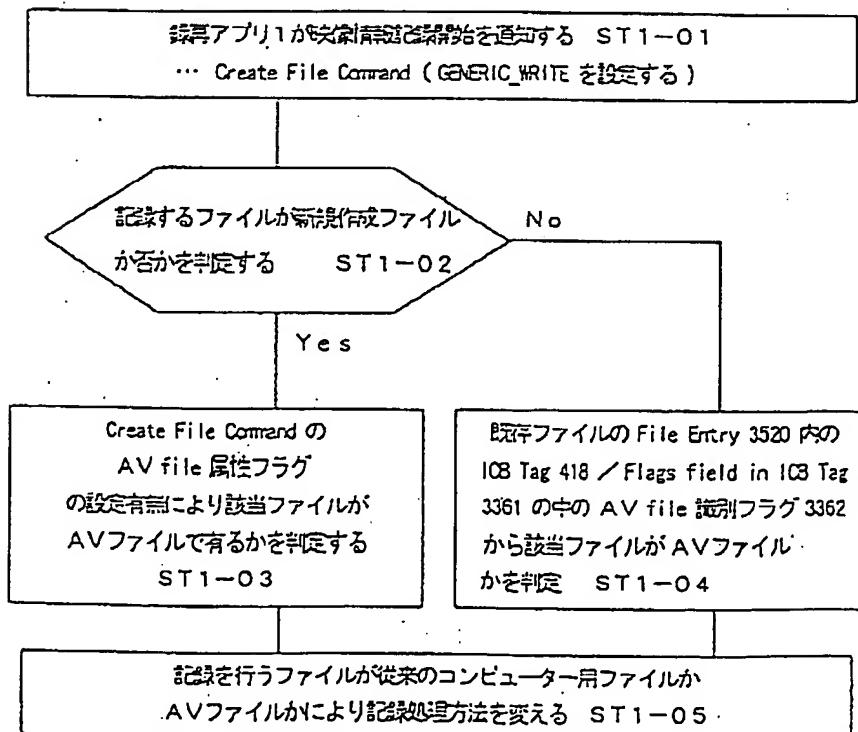 録再アプリ1が映像情報記録開始を通知する ST1-01
… Create File Command ( GENERIC_WRITE を設定する )
記録するファイルが新規作成ファイル
か否かを判定する ST1-02
No
Yes
Create File Command の
AV file 属性フラグ
の設定有無により該当ファイルが
AVファイルで有るかを判定する
ST1-03
既存ファイルの File Entry 3520 内の
ICB Tag 418 / Flags field in ICB Tag
3361 の中の AV file 識別フラグ 3362
から該当ファイルが AVファイル
かを判定 ST1-04
記録を行うファイルが従来のコンピューター用ファイルか
AVファイルかにより記録処理方法を変える ST1-05